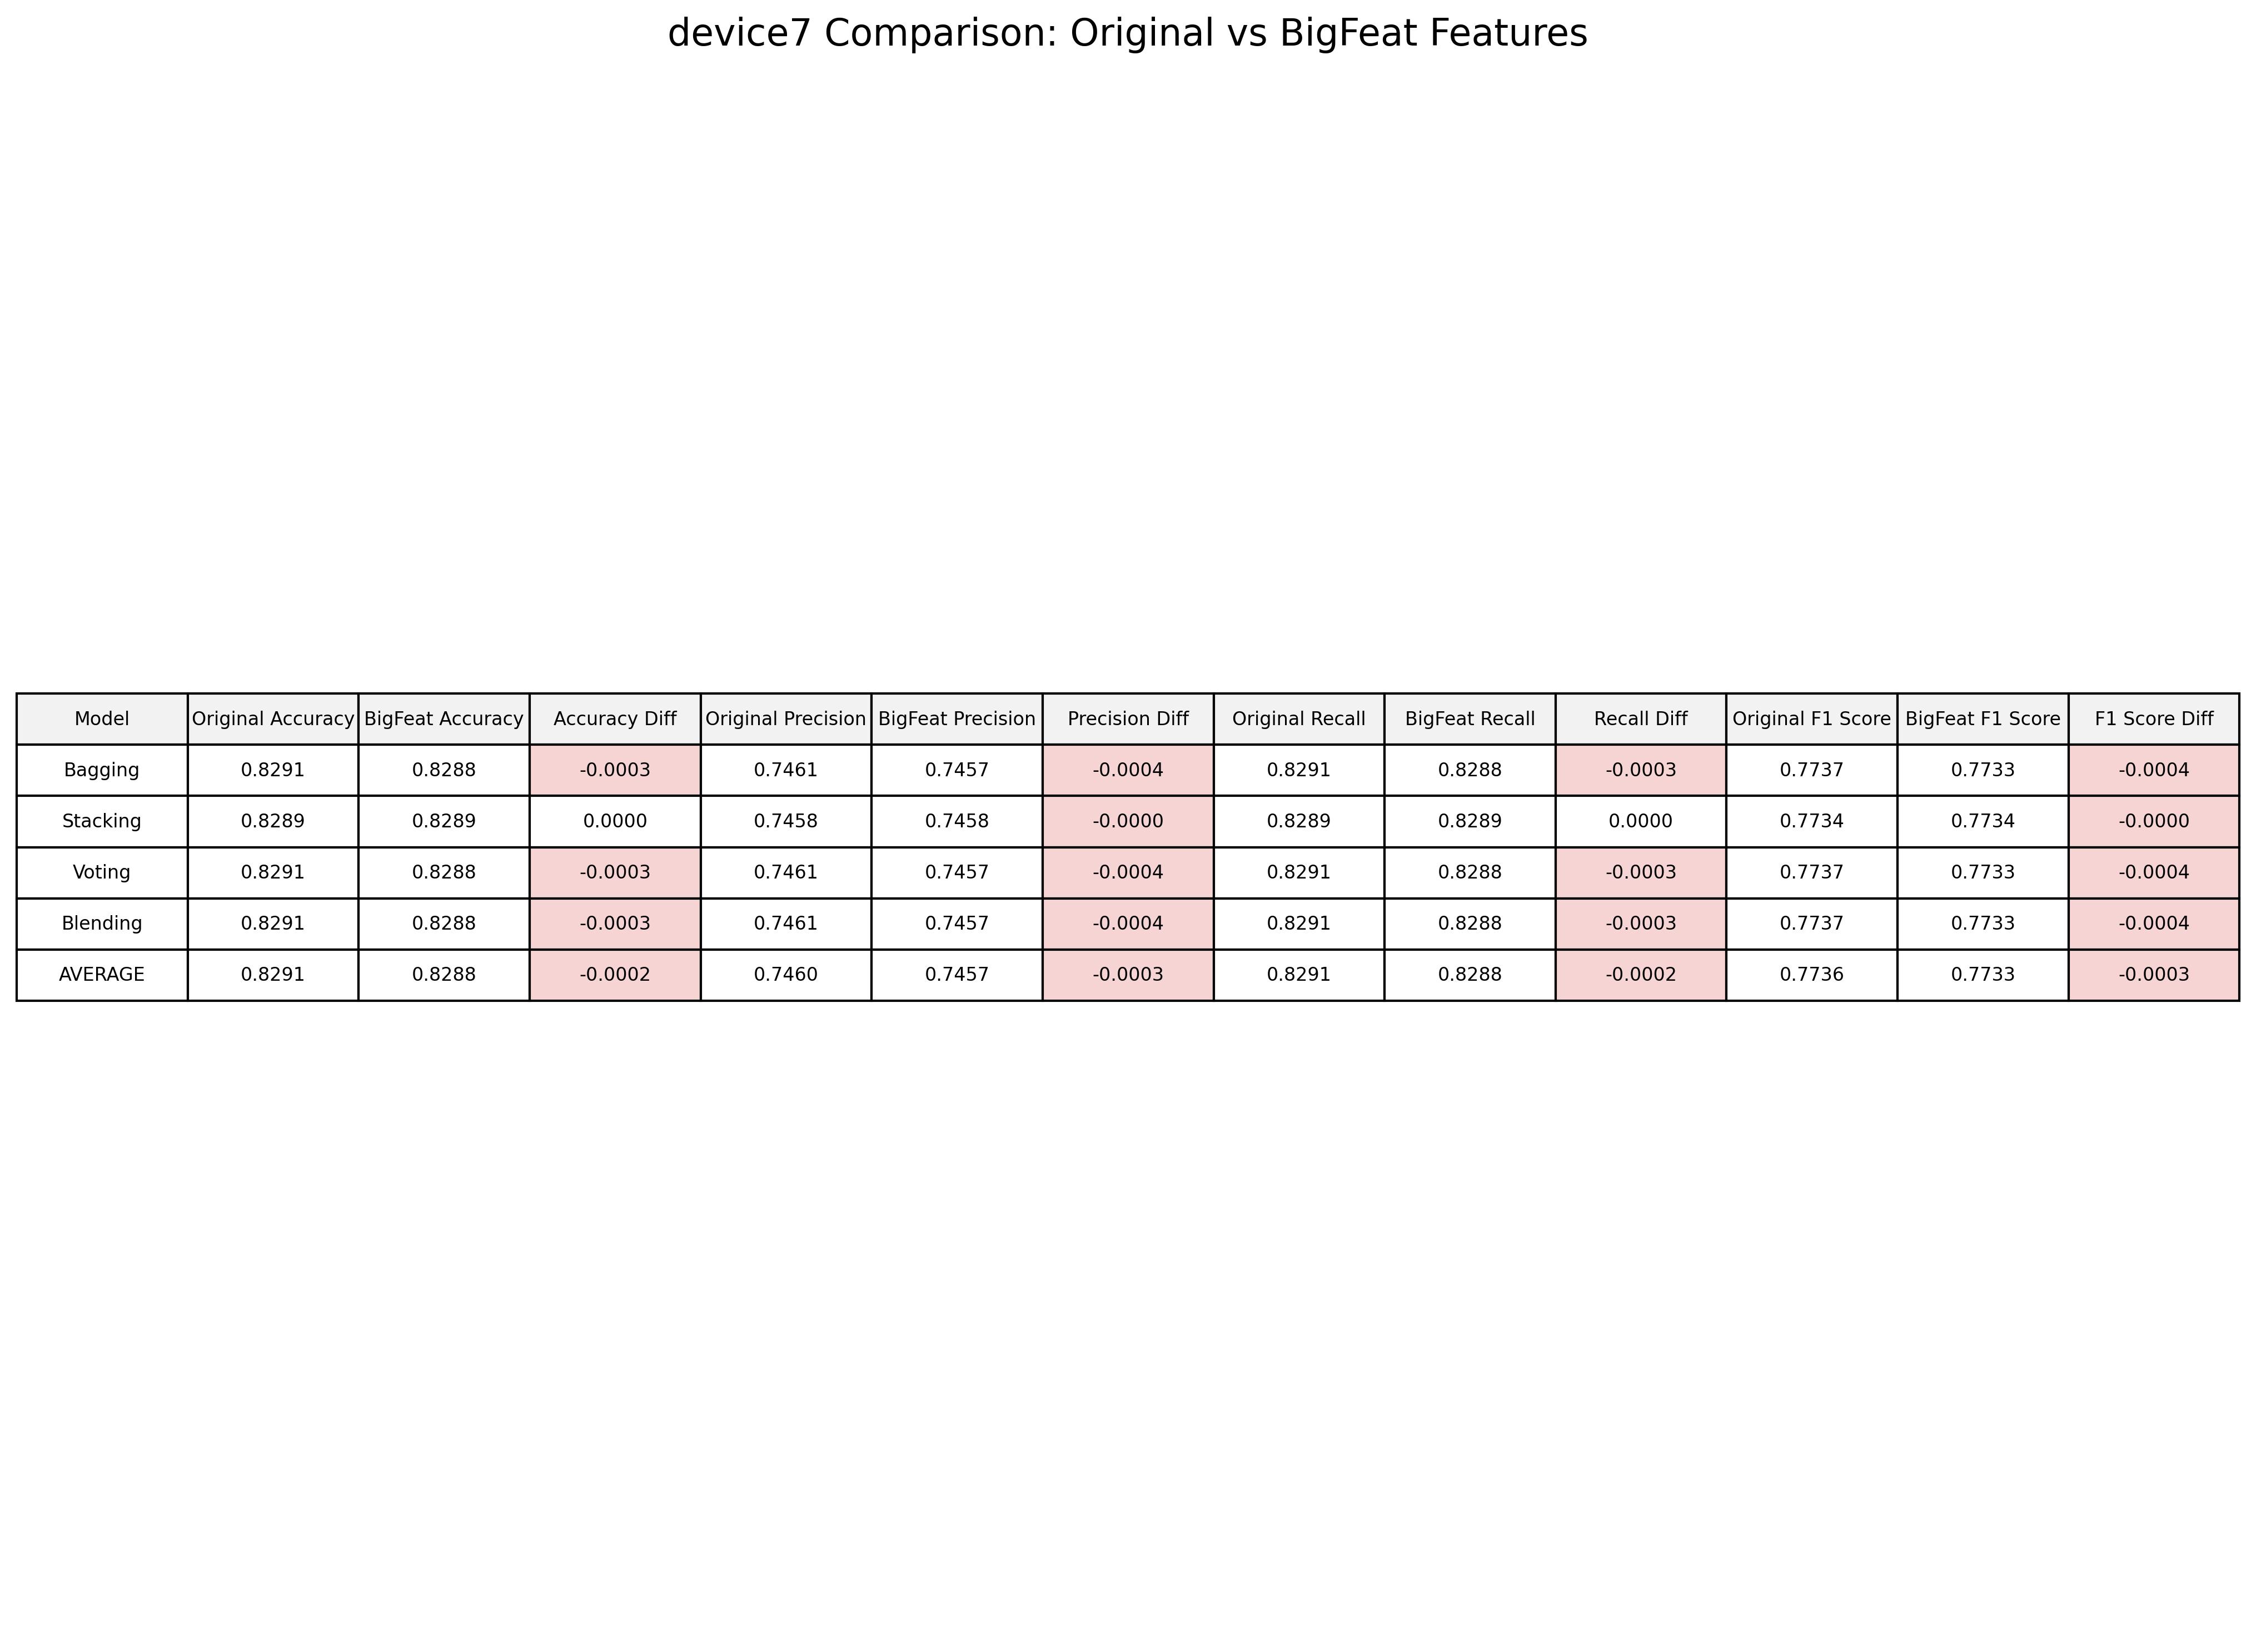 device7 Comparison: Original vs BigFeat Features
Model Original Accuracy BigFeat Accuracy Accuracy Diff Original Precision BigFeat Precision Precision Diff Original Recall BigFeat Recall Recall Diff Original F1 Score BigFeat F1 Score F1 Score Diff
Bagging 0.8291 0.8288 -0.0003 0.7461 0.7457 -0.0004 0.8291 0.8288 -0.0003 0.7737 0.7733 -0.0004
Stacking 0.8289 0.8289 0.0000 0.7458 0.7458 -0.0000 0.8289 0.8289 0.0000 0.7734 0.7734 -0.0000
Voting 0.8291 0.8288 -0.0003 0.7461 0.7457 -0.0004 0.8291 0.8288 -0.0003 0.7737 0.7733 -0.0004
Blending 0.8291 0.8288 -0.0003 0.7461 0.7457 -0.0004 0.8291 0.8288 -0.0003 0.7737 0.7733 -0.0004
AVERAGE 0.8291 0.8288 -0.0002 0.7460 0.7457 -0.0003 0.8291 0.8288 -0.0002 0.7736 0.7733 -0.0003